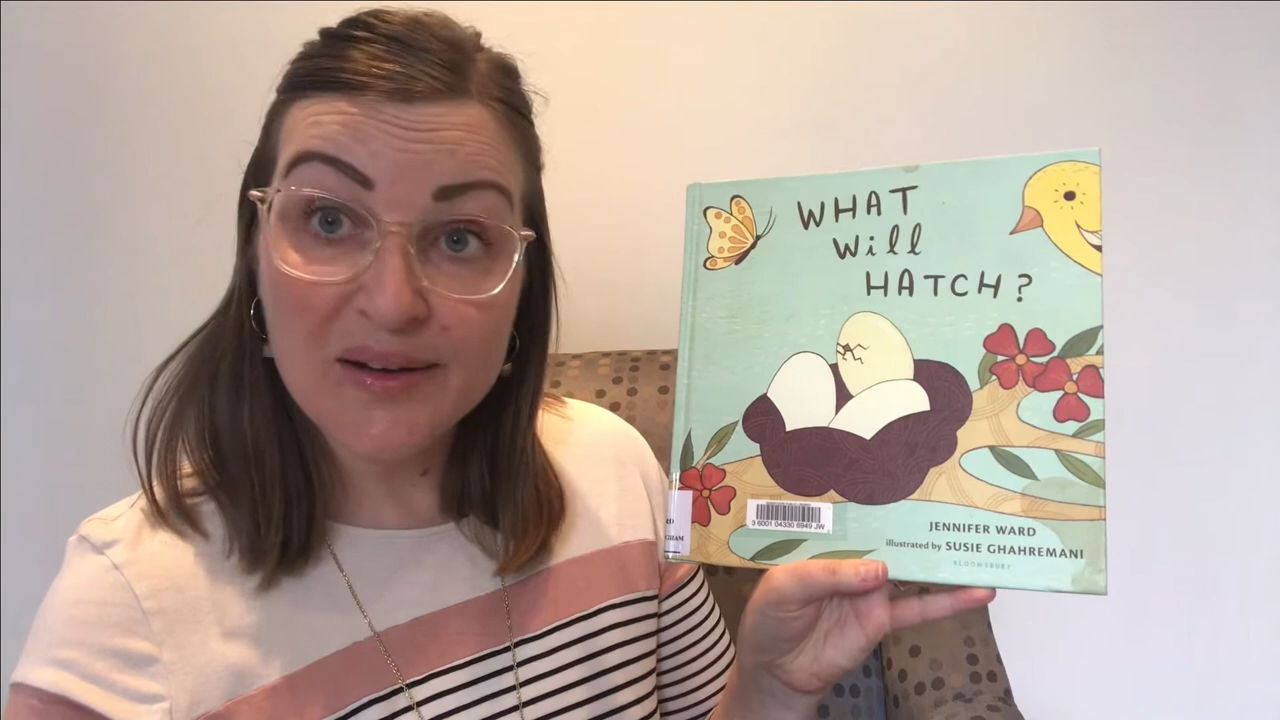 WHAT
Will
HATCH?
3 6001 04330 6949 JW
JENNIFER WARD
illustrated by SUSIE GHAHREMANI
BLOOMSBURY